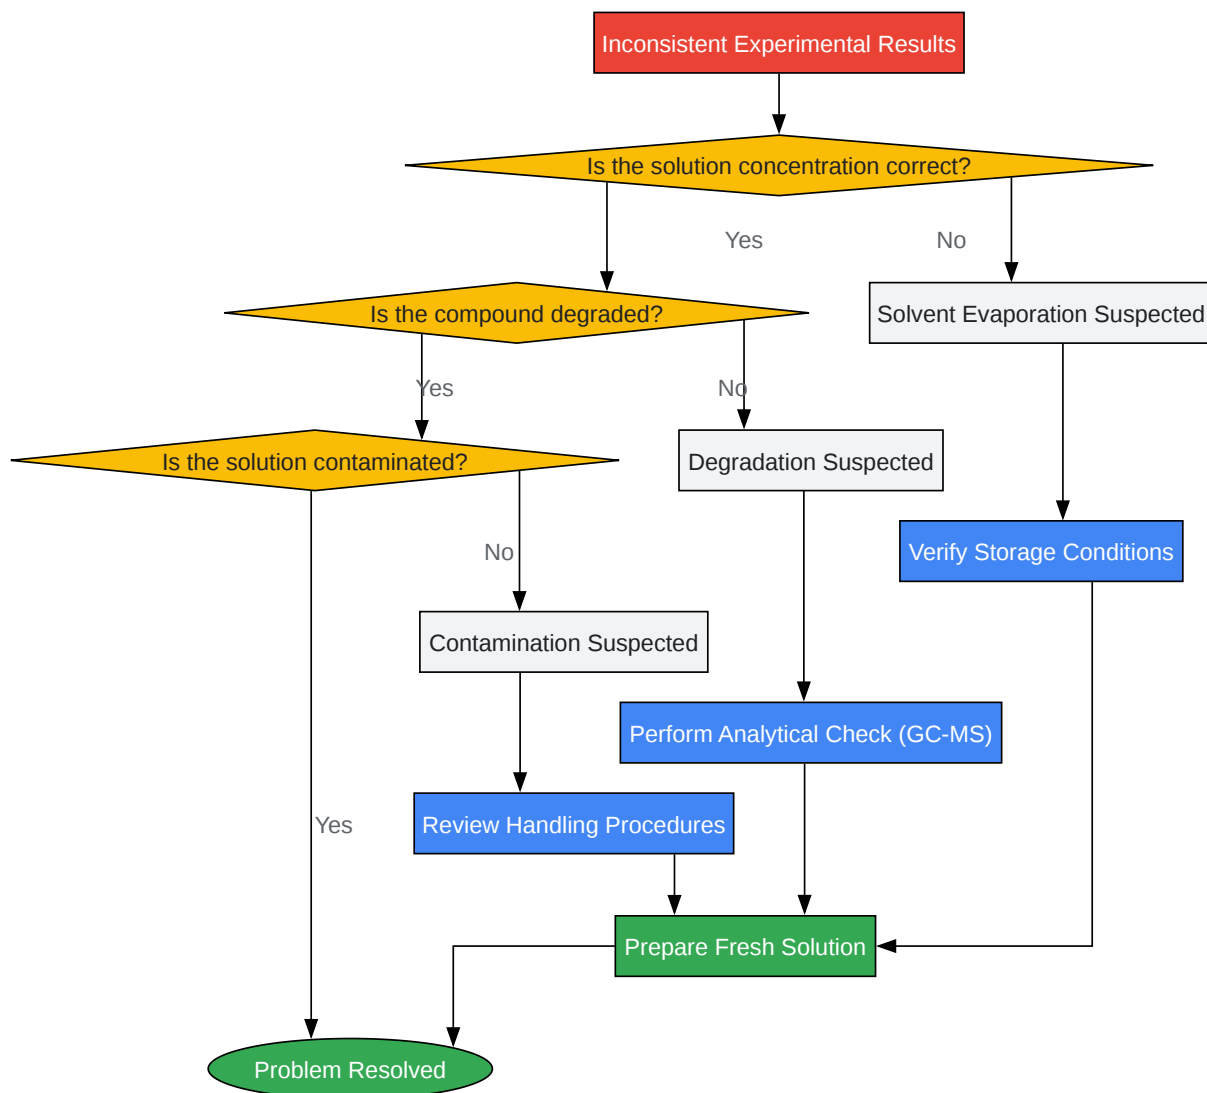 Inconsistent Experimental Results
Is the solution concentration correct?
Yes
No
Is the compound degraded?
Solvent Evaporation Suspected
Yes
No
Is the solution contaminated?
Degradation Suspected
No
Verify Storage Conditions
Contamination Suspected
Perform Analytical Check (GC-MS)
Yes
Review Handling Procedures
Prepare Fresh Solution
Problem Resolved